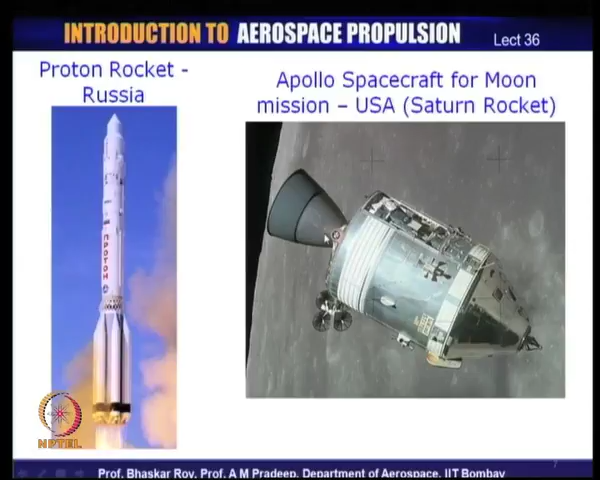 INTRODUCTION TO AEROSPACE PROPULSION
Lect 36
Proton Rocket -
Russia
Apollo Spacecraft for Moon
mission – USA (Saturn Rocket)
ПРОТОН
NPTEL
7
Prof. Bhaskar Roy, Prof. A M Pradeep, Department of Aerospace, IIT Bombay